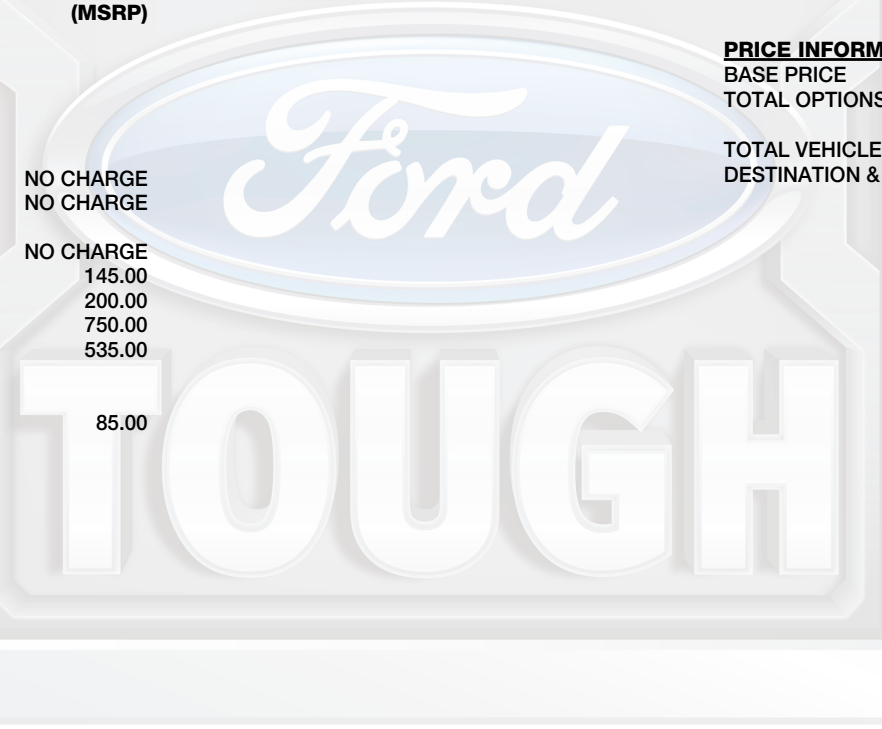 (MSRP)
NO CHARGE
NO CHARGE
NO CHARGE
145.00
200.00
750.00
535.00
85.00
PRICE INFORM
BASE PRICE
TOTAL OPTIONS
TOTAL VEHICLE
DESTINATION &
Ford
TOUGH